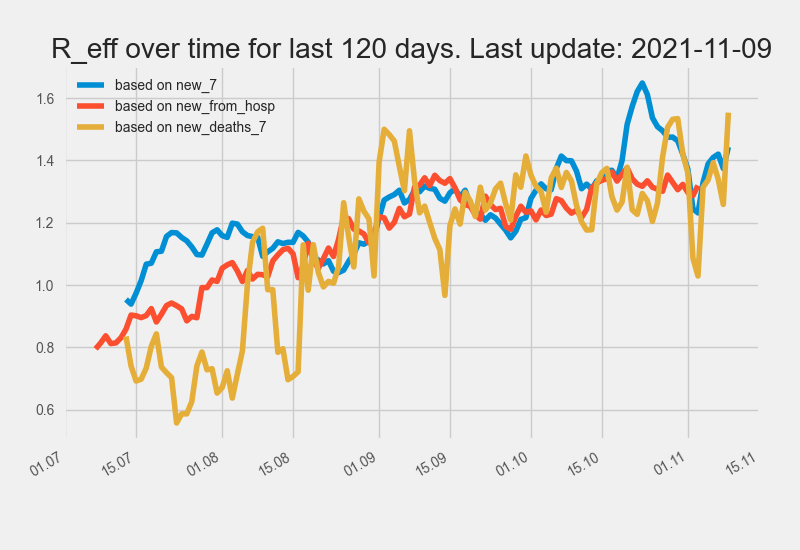 R_eff over time for last 120 days. Last update: 2021-11-09
based on new_7
based on new_from_hosp
based on new_deaths_7
1.6
1.4
1.2
1.0
0.8
0.6
01.07 15.07 01.08 15.08 01.09 15.09 01.10 15.10 01.11 15.11